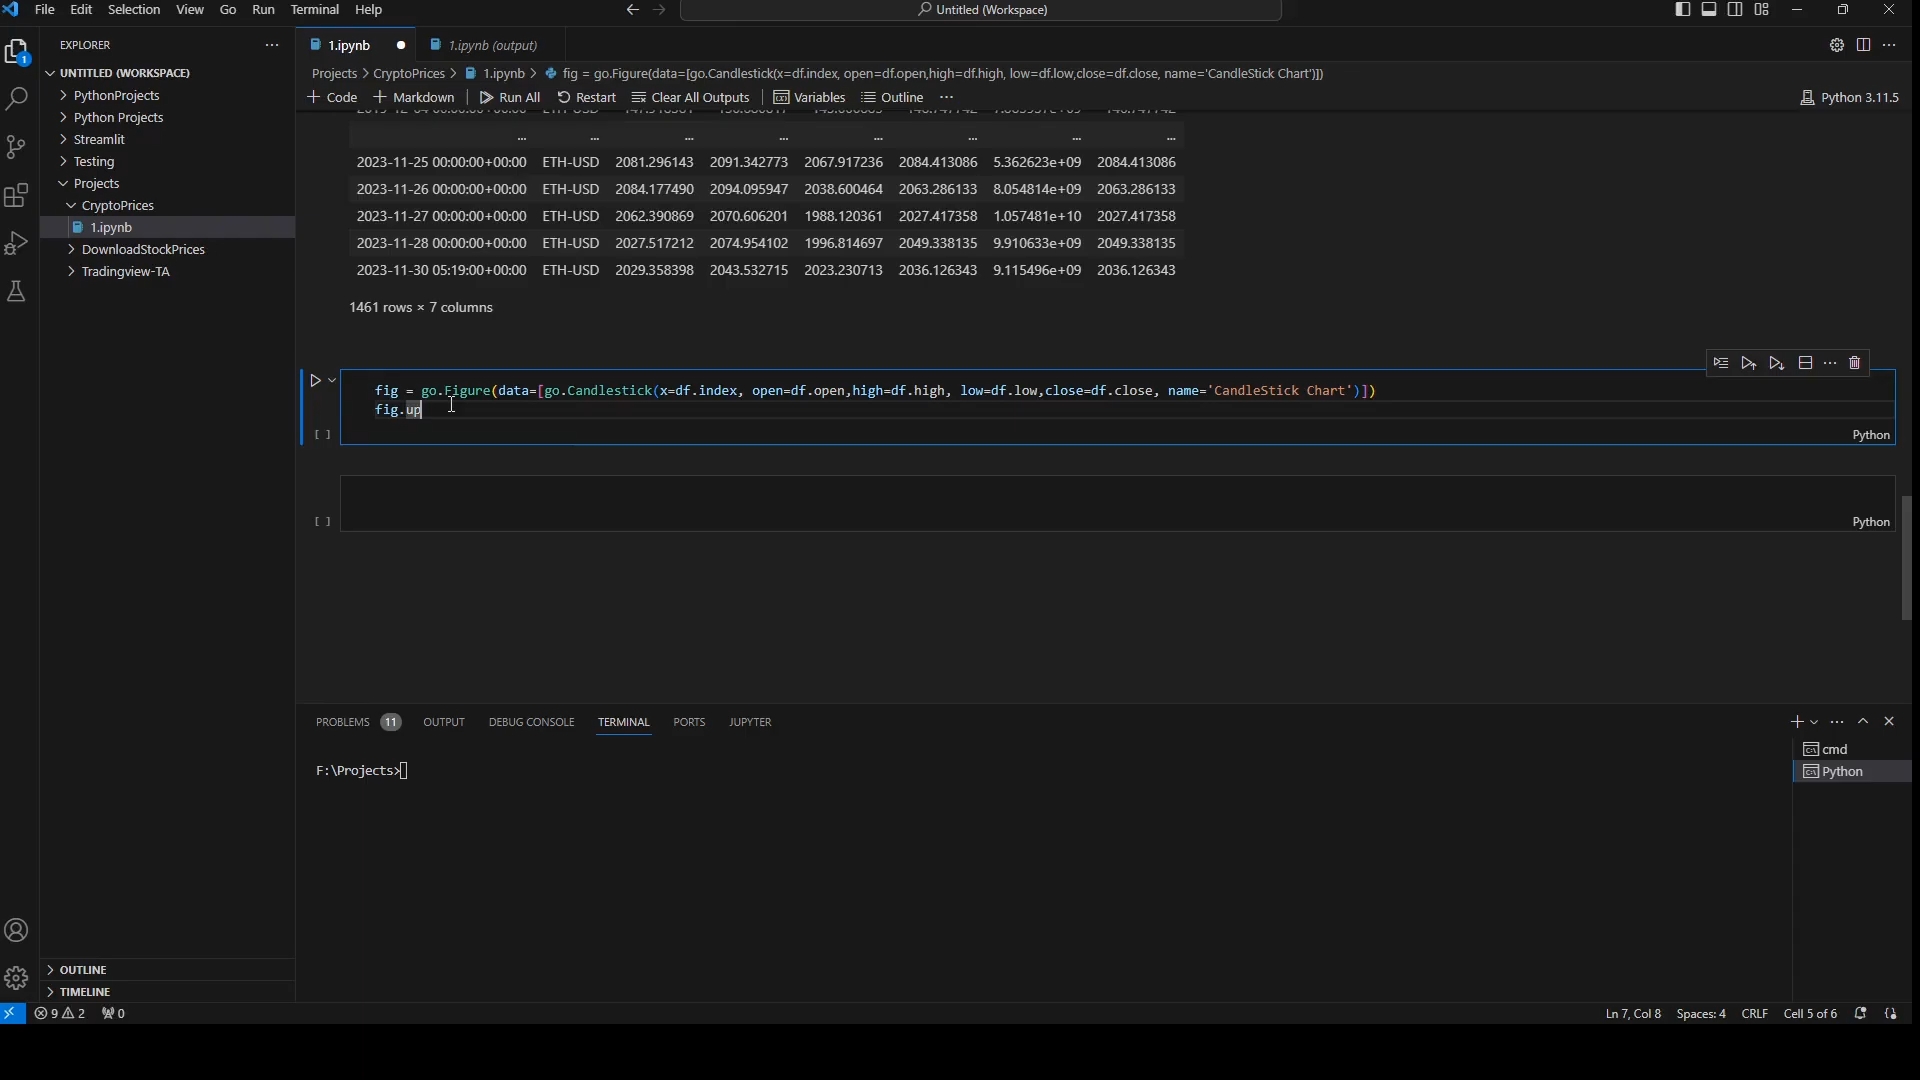 File Edit Selection View Go Run Terminal Help
Untitled (Workspace)
EXPLORER
1.ipynb
1.ipynb (output)
UNTITLED (WORKSPACE)
PythonProjects
Python Projects
Streamlit
Testing
Projects
CryptoPrices
1.ipynb
DownloadStockPrices
Tradingview-TA
1
Projects > CryptoPrices > 1.ipynb > fig = go.Figure(data=[go.Candlestick(x=df.index, open=df.open,high=df.high, low=df.low,close=df.close, name='CandleStick Chart')])
+ Code + Markdown | Run All Restart Clear All Outputs | Variables Outline ... Python 3.11.5
... ... ... ... ... ... ...
2023-11-25 00:00:00+00:00 ETH-USD 2081.296143 2091.342773 2067.917236 2084.413086 5.362623e+09 2084.413086
2023-11-26 00:00:00+00:00 ETH-USD 2084.177490 2094.095947 2038.600464 2063.286133 8.054814e+09 2063.286133
2023-11-27 00:00:00+00:00 ETH-USD 2062.390869 2070.606201 1988.120361 2027.417358 1.057481e+10 2027.417358
2023-11-28 00:00:00+00:00 ETH-USD 2027.517212 2074.954102 1996.814697 2049.338135 9.910633e+09 2049.338135
2023-11-30 05:19:00+00:00 ETH-USD 2029.358398 2043.532715 2023.230713 2036.126343 9.115496e+09 2036.126343
1461 rows × 7 columns
fig = go.Figure(data=[go.Candlestick(x=df.index, open=df.open,high=df.high, low=df.low,close=df.close, name='CandleStick Chart')])
fig.up
[ ] Python
[ ] Python
PROBLEMS 11 OUTPUT DEBUG CONSOLE TERMINAL PORTS JUPYTER
F:\Projects>
cmd
Python
OUTLINE
TIMELINE
9 2 0 Ln 7, Col 8 Spaces: 4 CRLF Cell 5 of 6